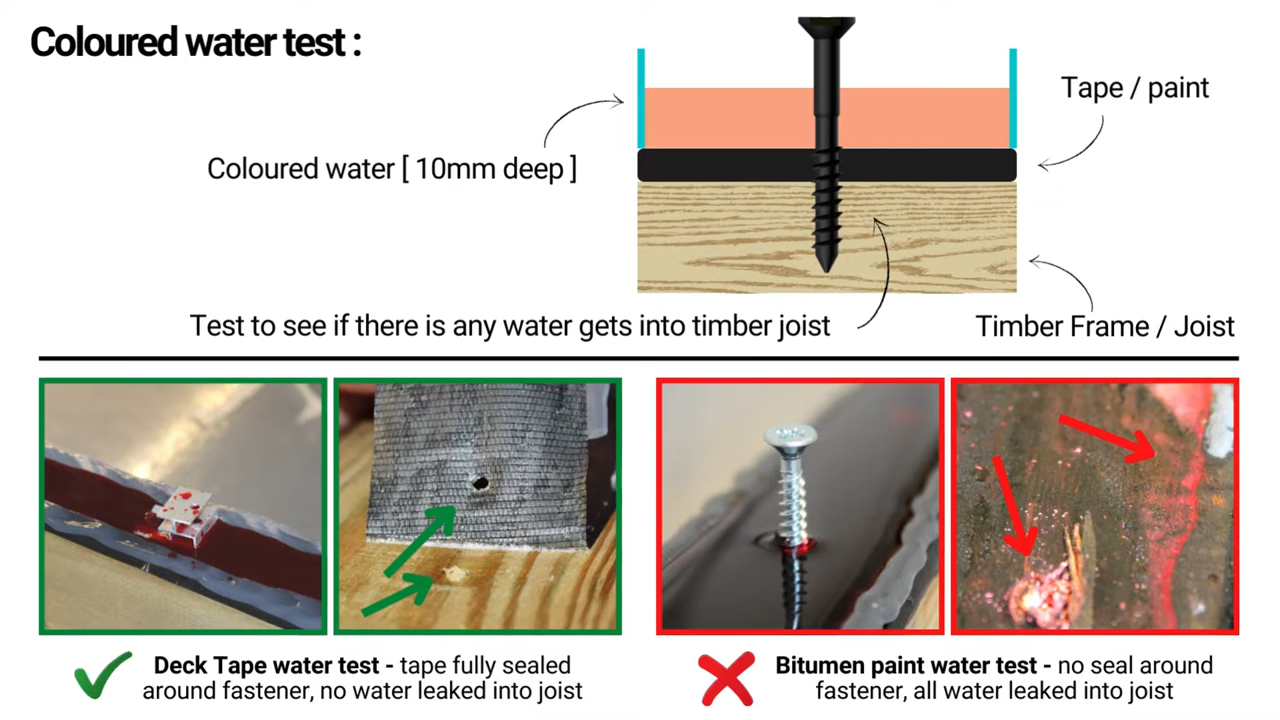 Coloured water test :
Tape / paint
Coloured water [ 10mm deep ]
Test to see if there is any water gets into timber joist
Timber Frame / Joist
Deck Tape water test - tape fully sealed
around fastener, no water leaked into joist
Bitumen paint water test - no seal around
fastener, all water leaked into joist